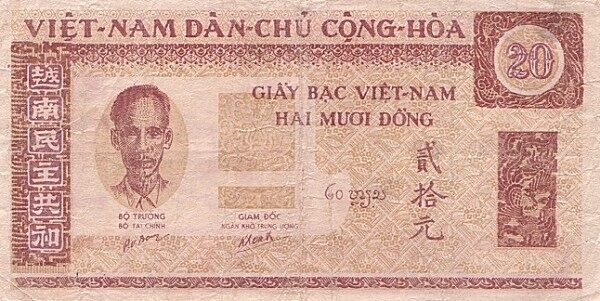 VIỆT-NAM DÂN-CHỦ CỘNG-HÒA
20
越南民主共和
GIẤY BẠC VIỆT-NAM
HAI MƯƠI ĐỒNG
貳拾元
BỘ TRƯỞNG
BỘ TÀI CHÍNH
GIÁM ĐỐC
NGÂN KHỐ TRUNG ƯƠNG